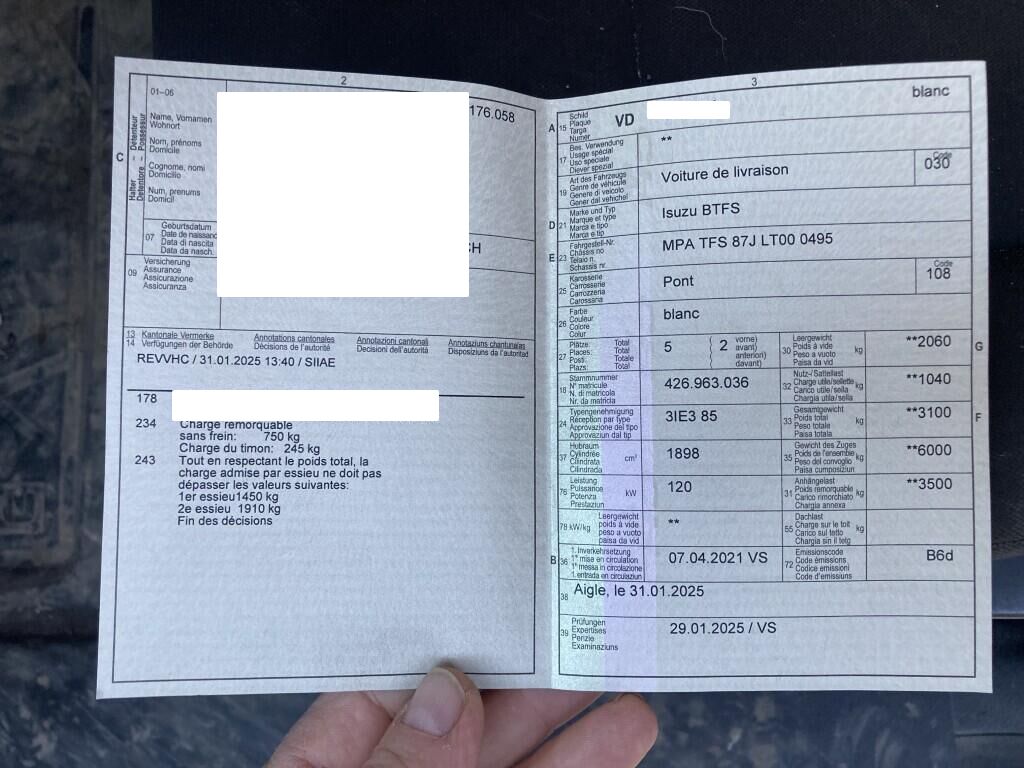 2
01–06
176.058
C
Halter
Detentore
Détenteur
Possessur
Name, Vornamen
Wohnort
Nom, prénoms
Domicile
Cognome, nomi
Domicilio
Num, prenums
Domicil
07
Geburtsdatum
Date de naissance
Data di nascita
Data da nasch.
CH
09
Versicherung
Assurance
Assicurazione
Assicuranza
13 Kantonale Vermerke Annotations cantonales Annotazioni cantonali Annotaziuns chantunalas
14 Verfügungen der Behörde Décisions de l'autorité Decisioni dell'autorità Disposiziuns da l'autoritad
REVVHC / 31.01.2025 13:40 / SIIAE
178
234 Charge remorquable
sans frein: 750 kg
Charge du timon: 245 kg
243 Tout en respectant le poids total, la
charge admise par essieu ne doit pas
dépasser les valeurs suivantes:
1er essieu1450 kg
2e essieu 1910 kg
Fin des décisions
3
blanc
A 15
Schild
Plaque
Targa
Numer
VD
17
Bes. Verwendung
Usage spécial
Uso speciale
Diever spezial
**
19
Art des Fahrzeugs
Genre de véhicule
Genere di veicolo
Gener dal vehichel
Voiture de livraison
Code
030
D 21
Marke und Typ
Marque et type
Marca e tipo
Marca e tip
Isuzu BTFS
E 23
Fahrgestell-Nr.
Châssis no
Telaio n.
Schassis nr.
MPA TFS 87J LT00 0495
25
Karosserie
Carrosserie
Carrozzeria
Carossaria
Pont
Code
108
26
Farbe
Couleur
Colore
Colur
blanc
27
Plätze: Total
Places: Total
Posti: Totale
Plazs: Total
5
2
vorne)
avant)
anteriori)
davant)
30
Leergewicht
Poids à vide
Peso a vuoto
Paisa da vid
kg
**2060
G
18
Stammnummer
N° matricule
N. di matricola
Nr. da matricla
426.963.036
32
Nutz-/Sattellast
Charge utile/sellette
Carico utile/sella
Chargia utila/sella
kg
**1040
24
Typengenehmigung
Réception par type
Approvazione del tipo
Approvaziun dal tip
3IE3 85
33
Gesamtgewicht
Poids total
Peso totale
Paisa totala
kg
**3100
F
37
Hubraum
Cylindrée
Cilindrata
Cilindrada
cm³
1898
35
Gewicht des Zuges
Poids de l'ensemble
Peso del convoglio
Paisa cumposiziun
kg
**6000
76
Leistung
Puissance
Potenza
Prestaziun
kW
120
31
Anhängelast
Poids remorquable
Carico rimorchiato
Chargia annexa
kg
**3500
78 kW/kg
Leergewicht
poids à vide
peso a vuoto
paisa da vid
**
55
Dachlast
Charge sur le toit
Carico sul tetto
Chargia sin il tetg
kg
B 36
1. Inverkehrsetzung
1re mise en circulation
1a messa in circolazione
1. entrada en circulaziun
07.04.2021 VS
72
Emissionscode
Code émissions
Codice emissioni
Code d'emissiuns
B6d
38
Aigle, le 31.01.2025
39
Prüfungen
Expertises
Perizie
Examinaziuns
29.01.2025 / VS